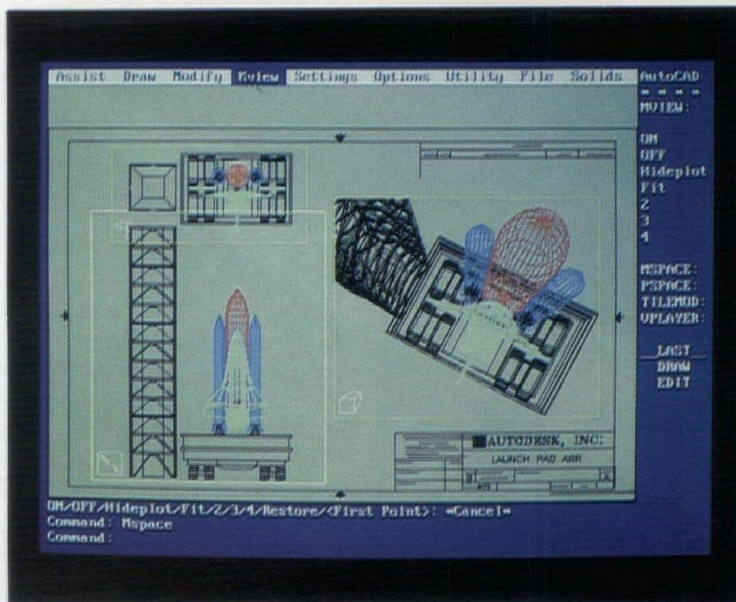 Assist Draw Modify Mview Settings Options Utility File Solids
AutoCAD
* * * *
MVIEW:
ON
OFF
Hideplot
Fit
2
3
4
MSPACE:
PSPACE:
TILEMOD:
VPLAYER:
__LAST__
DRAW
EDIT
AUTODESK, INC.
LAUNCH PAD ARR
ON/OFF/Hideplot/Fit/2/3/4/Restore/<First Point>: *Cancel*
Command: Mspace
Command: